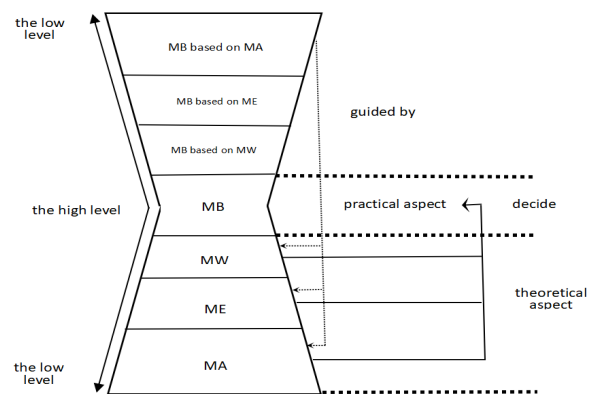 the low
level
MB based on MA
MB based on ME
guided by
MB based on MW
the high level
MB
practical aspect
decide
MW
ME
theoretical
aspect
the low
level
MA